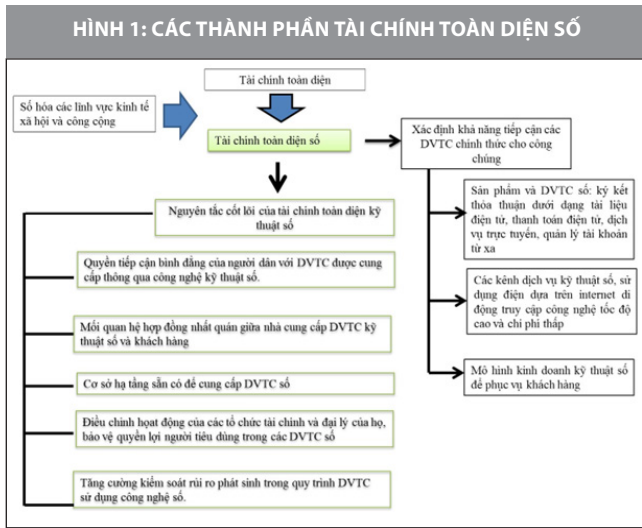 HÌNH 1: CÁC THÀNH PHẦN TÀI CHÍNH TOÀN DIỆN SỐ
Tài chính toàn diện
Số hóa các lĩnh vực kinh tế
xã hội và công cộng
Tài chính toàn diện số
Xác định khả năng tiếp cận các
DVTC chính thức cho công
chúng
Nguyên tắc cốt lõi của tài chính toàn diện kỹ
thuật số
Quyền tiếp cận bình đẳng của người dân với DVTC được cung
cấp thông qua công nghệ kỹ thuật số.
Mối quan hệ hợp đồng nhất quán giữa nhà cung cấp DVTC kỹ
thuật số và khách hàng
Cơ sở hạ tầng sẵn có để cung cấp DVTC số
Điều chỉnh họat động của các tổ chức tài chính và đại lý của họ,
bảo vệ quyền lợi người tiêu dùng trong các DVTC số
Tăng cường kiểm soát rủi ro phát sinh trong quy trình DVTC
sử dụng công nghệ số.
Sản phẩm và DVTC số: ký kết
thỏa thuận dưới dạng tài liệu
điện tử, thanh toán điện tử, dịch
vụ trực tuyến, quản lý tài khoản
từ xa
Các kênh dịch vụ kỹ thuật số, sử
dụng điện dựa trên internet di
động truy cập công nghệ tốc độ
cao và chi phí thấp
Mô hình kinh doanh kỹ thuật số
để phục vụ khách hàng